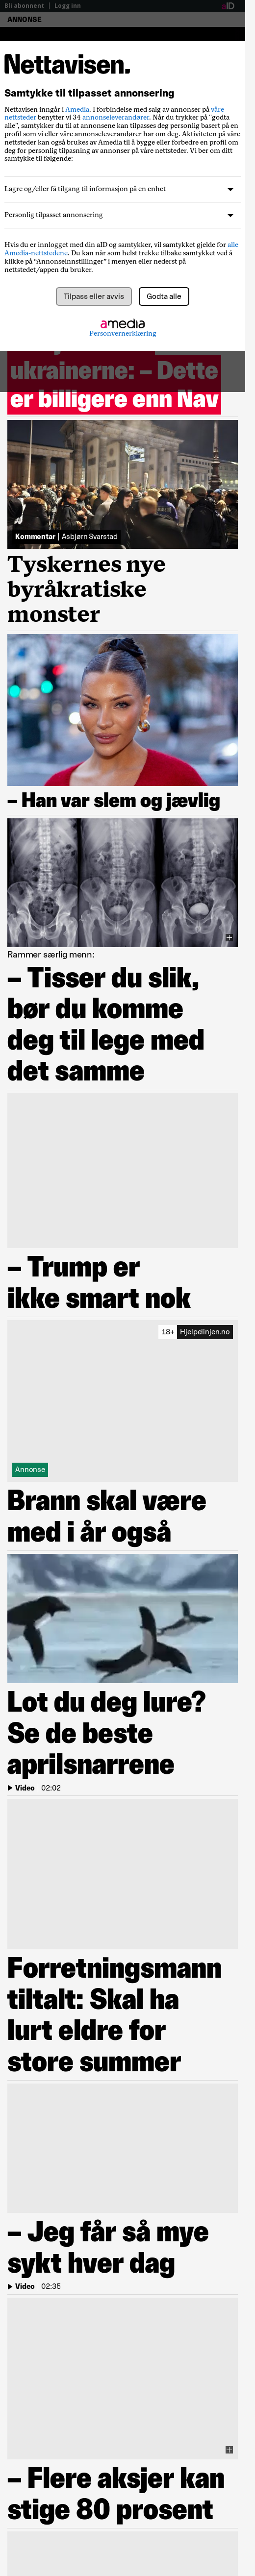 Bli abonnent | Logg inn
aID
ANNONSE
Nettavisen.
Samtykke til tilpasset annonsering
Nettavisen inngår i Amedia. I forbindelse med salg av annonser på våre
nettsteder benytter vi 34 annonseleverandører. Når du trykker på "godta
alle", samtykker du til at annonsene kan tilpasses deg personlig basert på en
profil som vi eller våre annonseleverandører har om deg. Aktiviteten på våre
nettsteder kan også brukes av Amedia til å bygge eller forbedre en profil om
deg for personlig tilpasning av annonser på våre nettsteder. Vi ber om ditt
samtykke til følgende:
Lagre og/eller få tilgang til informasjon på en enhet
Personlig tilpasset annonsering
Hvis du er innlogget med din aID og samtykker, vil samtykket gjelde for alle
Amedia-nettstedene. Du kan når som helst trekke tilbake samtykket ved å
klikke på “Annonseinnstillinger” i menyen eller nederst på
nettstedet/appen du bruker.
Tilpass eller avvis
Godta alle
amedia
Personvernerklæring
ukrainerne: – Dette
er billigere enn Nav
Kommentar | Asbjørn Svarstad
Tyskernes nye
byråkratiske
monster
– Han var slem og jævlig
Rammer særlig menn:
– Tisser du slik,
bør du komme
deg til lege med
det samme
– Trump er
ikke smart nok
18+ Hjelpelinjen.no
Annonse
Brann skal være
med i år også
Lot du deg lure?
Se de beste
aprilsnarrene
Video | 02:02
Forretningsmann
tiltalt: Skal ha
lurt eldre for
store summer
– Jeg får så mye
sykt hver dag
Video | 02:35
– Flere aksjer kan
stige 80 prosent